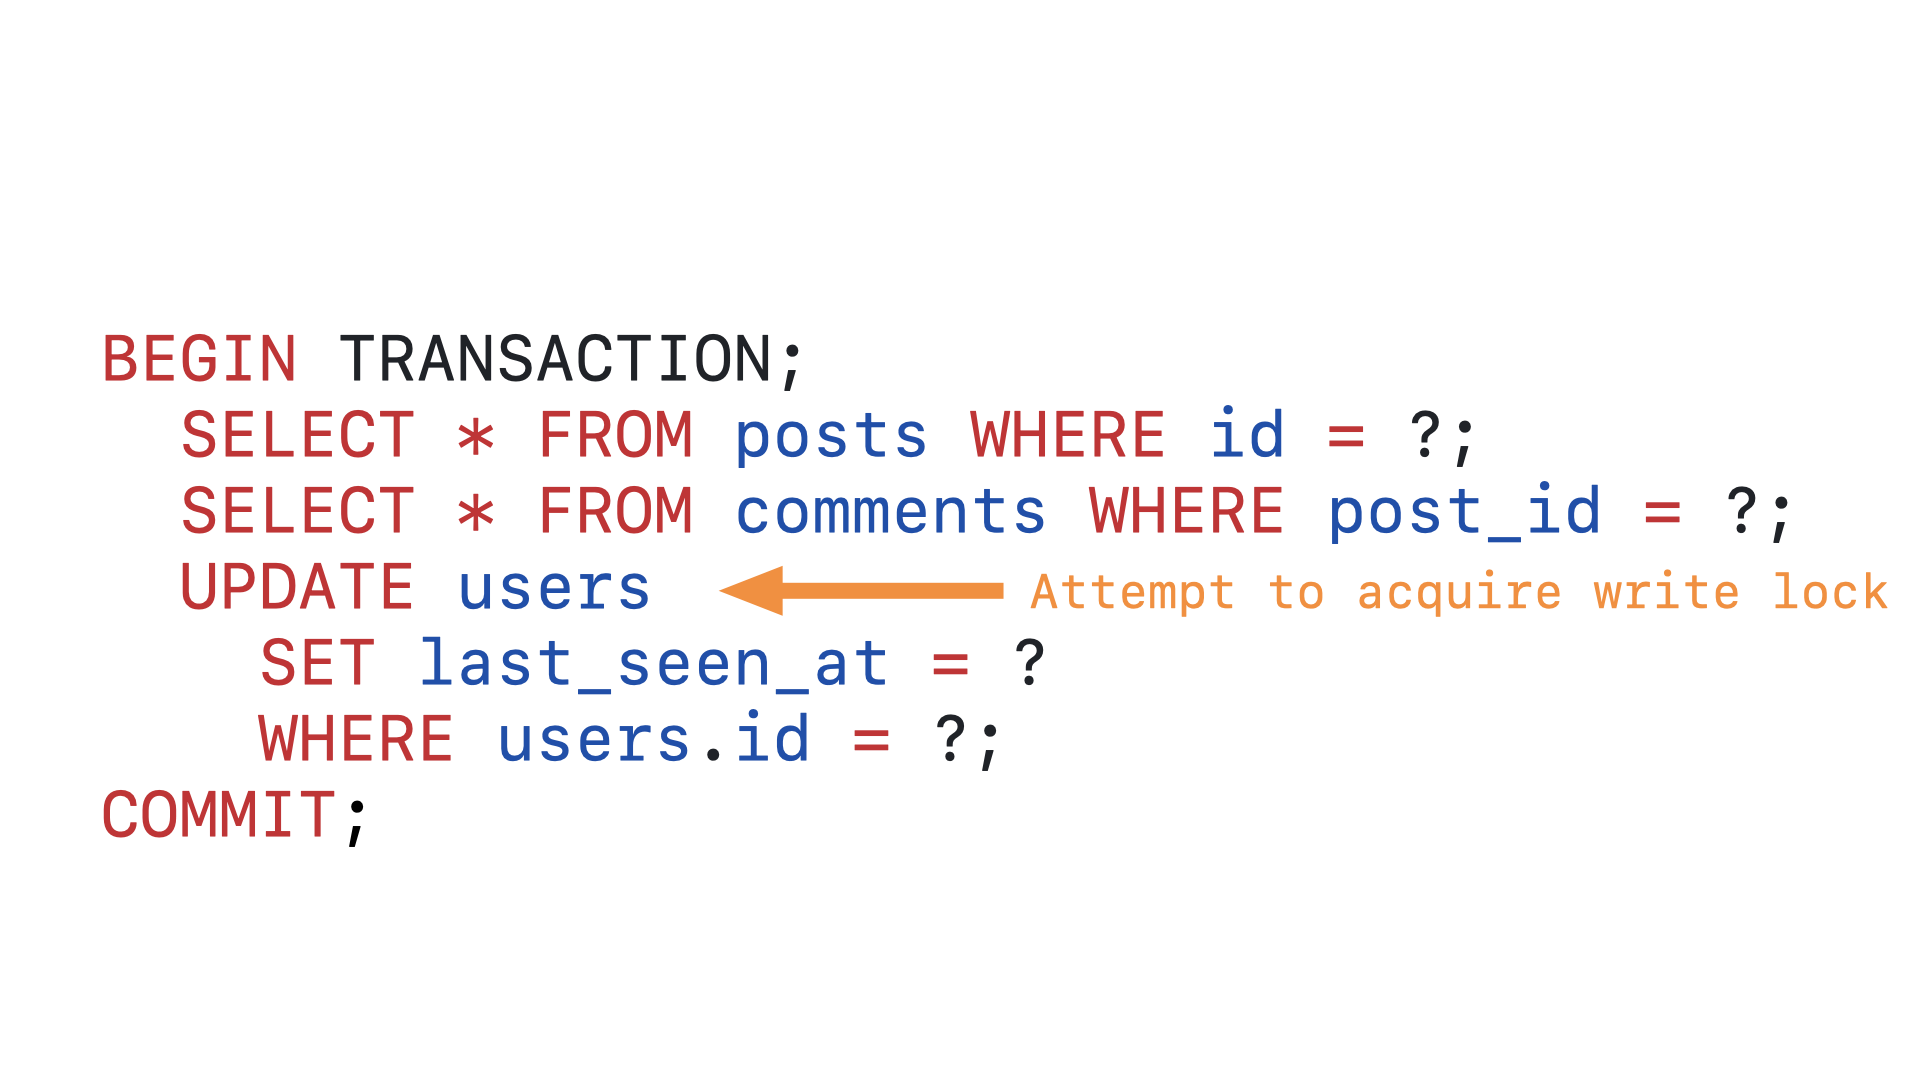 BEGIN TRANSACTION;
SELECT * FROM posts WHERE id = ?;
SELECT * FROM comments WHERE post_id = ?;
UPDATE users Attempt to acquire write lock
SET last_seen_at = ?
WHERE users.id = ?;
COMMIT;